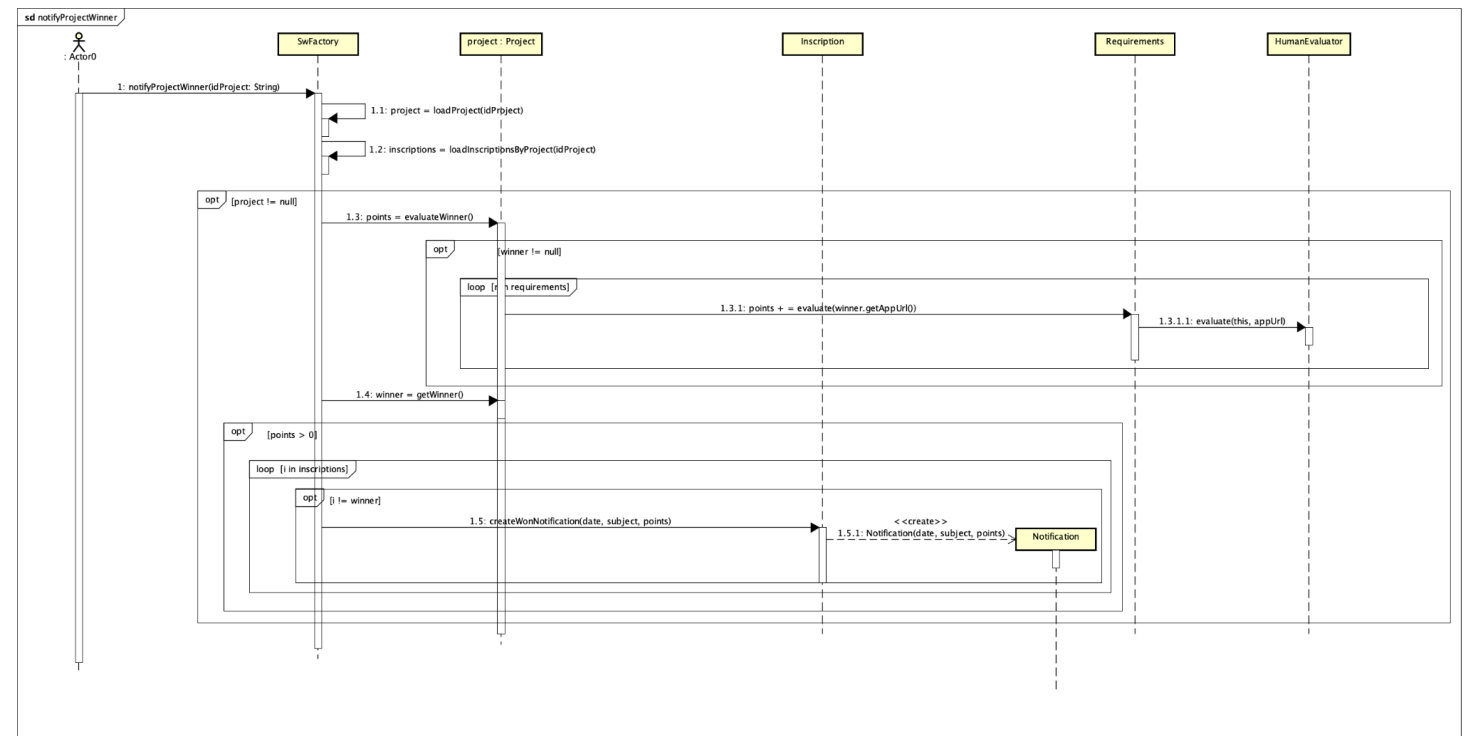 sd notifyProjectWinner
: Actor0
SwFactory
project : Project
Inscription
Requirements
HumanEvaluator
1: notifyProjectWinner(idProject: String)
1.1: project = loadProject(idProject)
1.2: inscriptions = loadInscriptionsByProject(idProject)
opt [project != null]
1.3: points = evaluateWinner()
opt [winner != null]
loop [r in requirements]
1.3.1: points + = evaluate(winner.getAppUrl())
1.3.1.1: evaluate(this, appUrl)
1.4: winner = getWinner()
opt [points > 0]
loop [i in inscriptions]
opt [i != winner]
1.5: createWonNotification(date, subject, points)
< <create>>
1.5.1: Notification(date, subject, points)
Notification